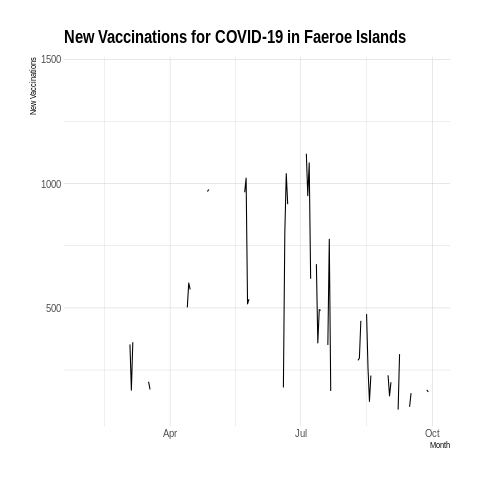 New Vaccinations for COVID-19 in Faeroe Islands
New Vaccinations
1500
1000
500
Apr
Jul
Oct
Month